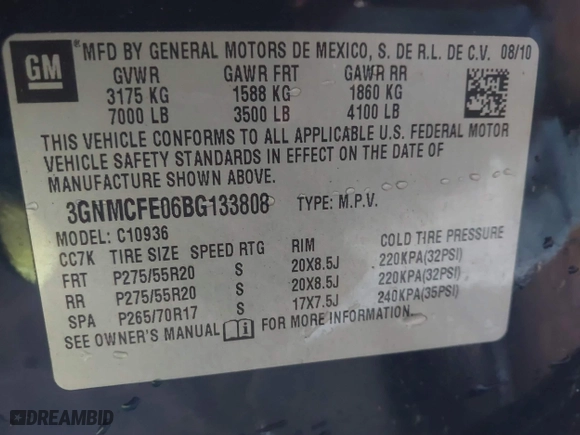 GM
® MFD BY GENERAL MOTORS DE MEXICO, S. DE R.L. DE C.V. 08/10
GVWR GAWR FRT GAWR RR
3175 KG 1588 KG 1860 KG
7000 LB 3500 LB 4100 LB
THIS VEHICLE CONFORMS TO ALL APPLICABLE U.S. FEDERAL MOTOR
VEHICLE SAFETY STANDARDS IN EFFECT ON THE DATE OF
MANUFACTURE SHOWN ABOVE.
3GNMCFE06BG133808 TYPE: M.P.V.
MODEL: C10936
CC7K TIRE SIZE SPEED RTG RIM COLD TIRE PRESSURE
FRT P275/55R20 S 20X8.5J 220KPA(32PSI)
RR P275/55R20 S 20X8.5J 220KPA(32PSI)
SPA P265/70R17 S 17X7.5J 240KPA(35PSI)
SEE OWNER'S MANUAL i FOR MORE INFORMATION.
DREAMBID